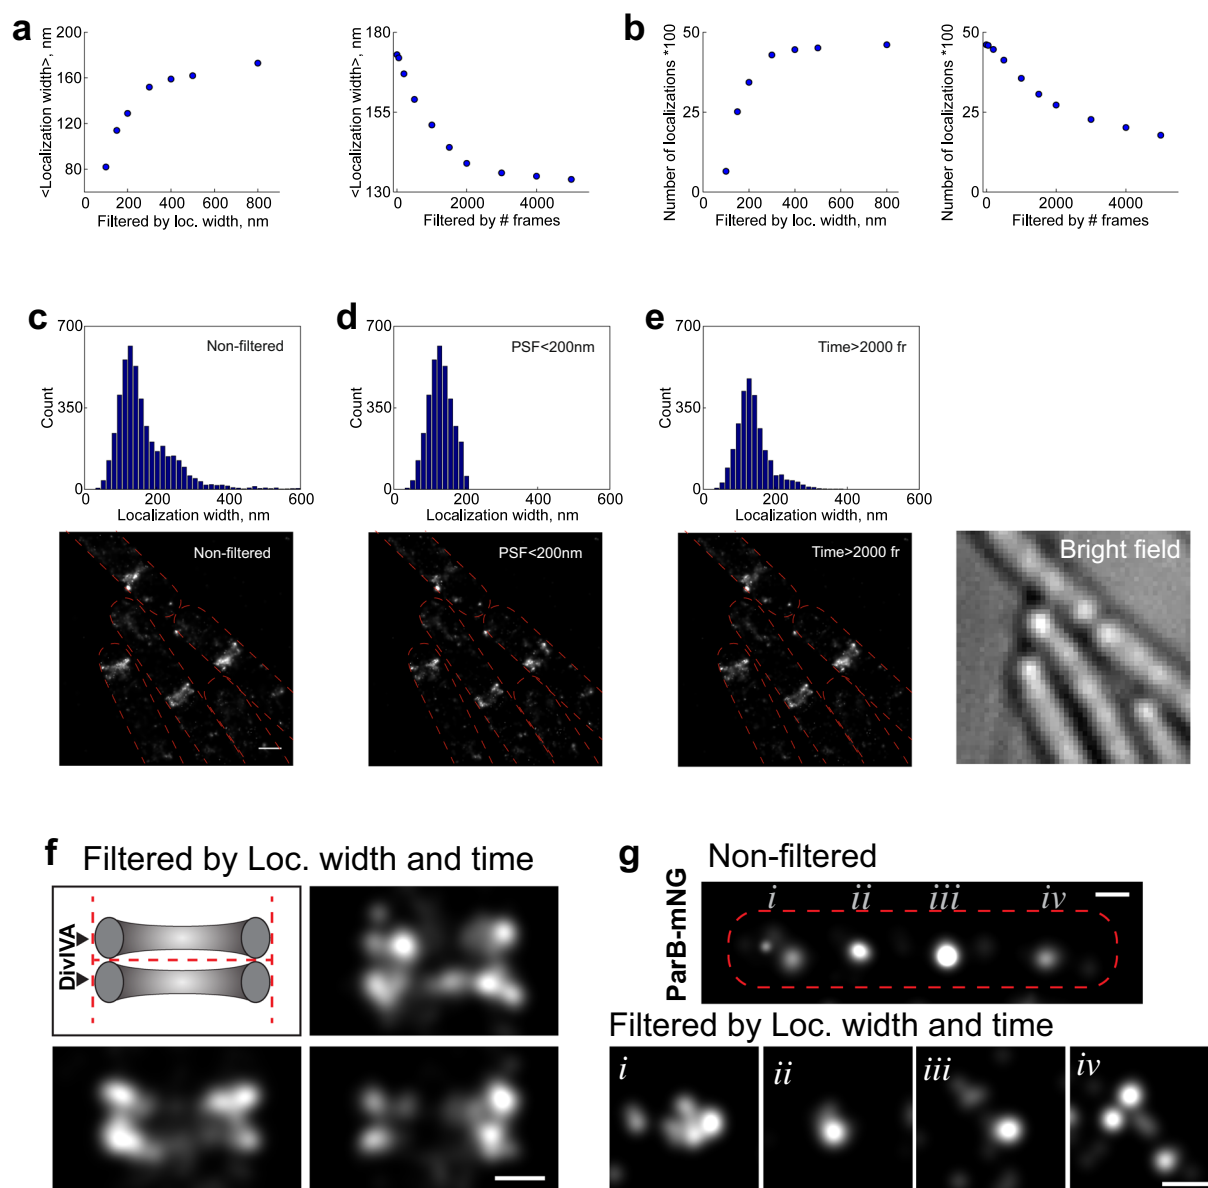 a
<Localization width>, nm
200
160
120
80
0
200
400
600
800
Filtered by loc. width, nm
<Localization width>, nm
180
155
130
0
2000
4000
Filtered by # frames
b
Number of localizations *100
50
25
0
0
200
400
600
800
Filtered by loc. width, nm
Number of localizations *100
50
25
0
0
2000
4000
Filtered by # frames
c
Count
700
350
0
Non-filtered
0
200
400
600
Localization width, nm
d
Count
700
350
0
PSF<200nm
0
200
400
600
Localization width, nm
e
Count
700
350
0
Time>2000 fr
0
200
400
600
Localization width, nm
Non-filtered
PSF<200nm
Time>2000 fr
Bright field
f
Filtered by Loc. width and time
DivIVA
g
Non-filtered
ParB-mNG
i
ii
iii
iv
Filtered by Loc. width and time
i
ii
iii
iv